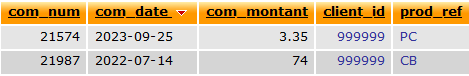 com_num com_date com_montant client_id prod_ref
21574 2023-09-25 3.35 999999 PC
21987 2022-07-14 74 999999 CB